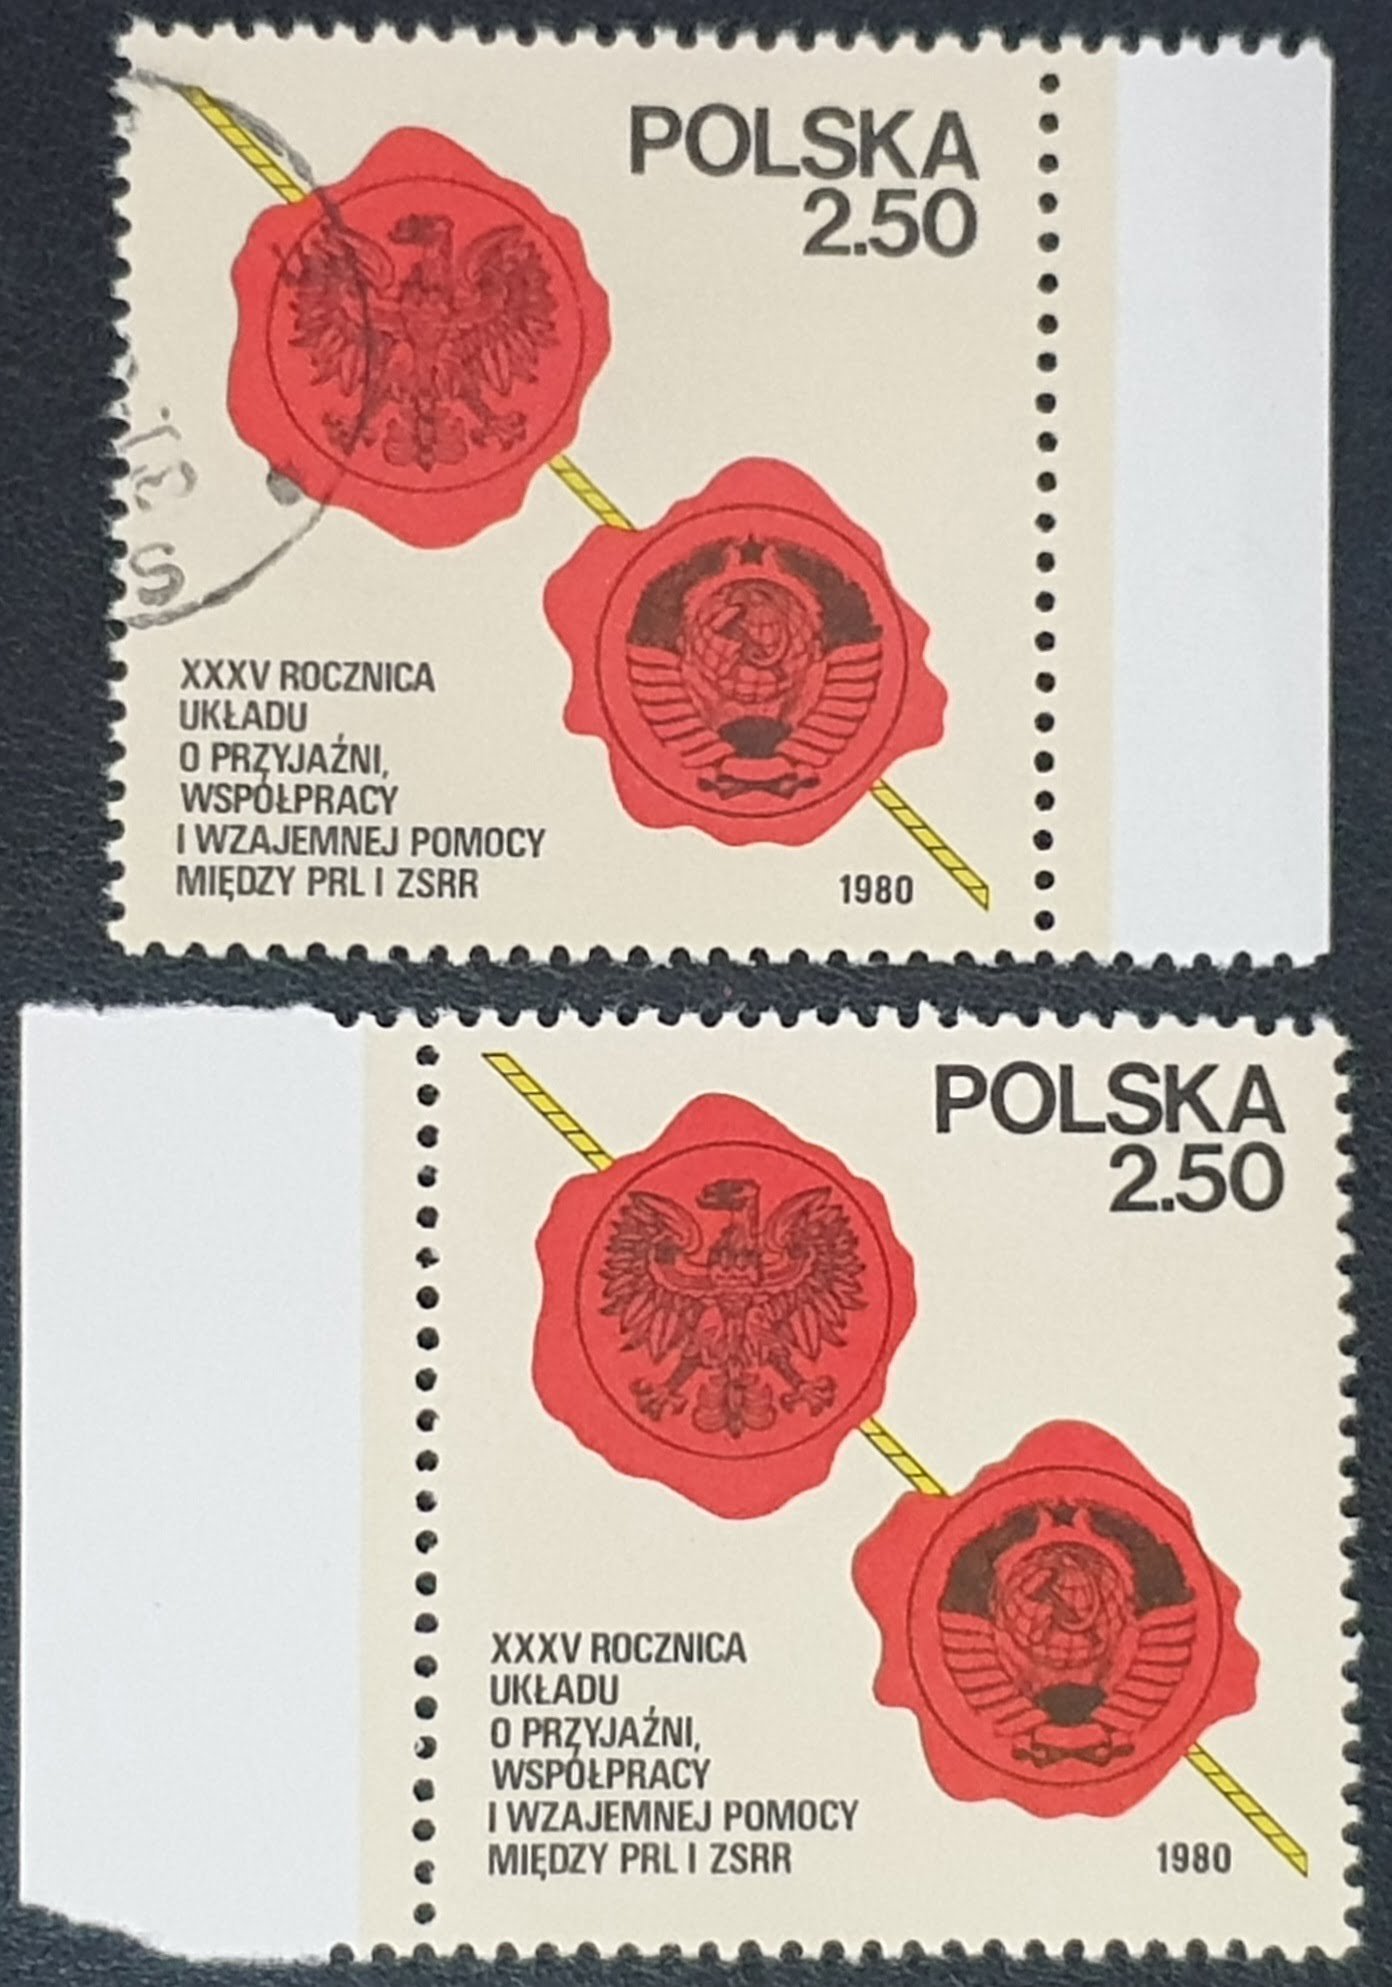 POLSKA
2.50
XXXV ROCZNICA
UKŁADU
O PRZYJAŹNI,
WSPÓŁPRACY
I WZAJEMNEJ POMOCY
MIĘDZY PRL I ZSRR
1980
POLSKA
2.50
XXXV ROCZNICA
UKŁADU
O PRZYJAŹNI,
WSPÓŁPRACY
I WZAJEMNEJ POMOCY
MIĘDZY PRL I ZSRR
1980